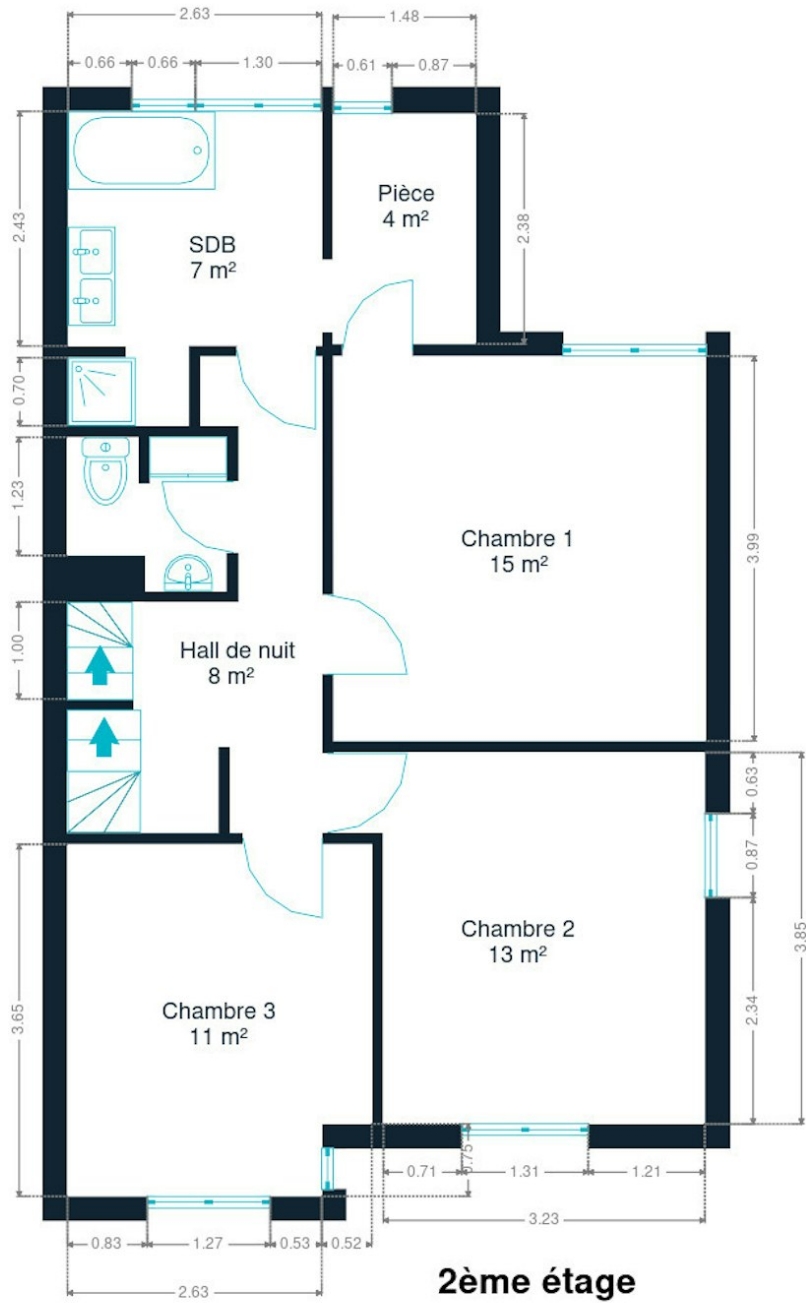 2.63
1.48
0.66
0.66
1.30
0.61
0.87
2.43
Pièce
4 m²
2.38
SDB
7 m²
0.70
1.23
Chambre 1
15 m²
3.99
1.00
Hall de nuit
8 m²
0.63
0.87
3.85
Chambre 2
13 m²
3.65
Chambre 3
11 m²
2.34
0.75
0.71
1.31
1.21
3.23
0.83
1.27
0.53
0.52
2.63
2ème étage